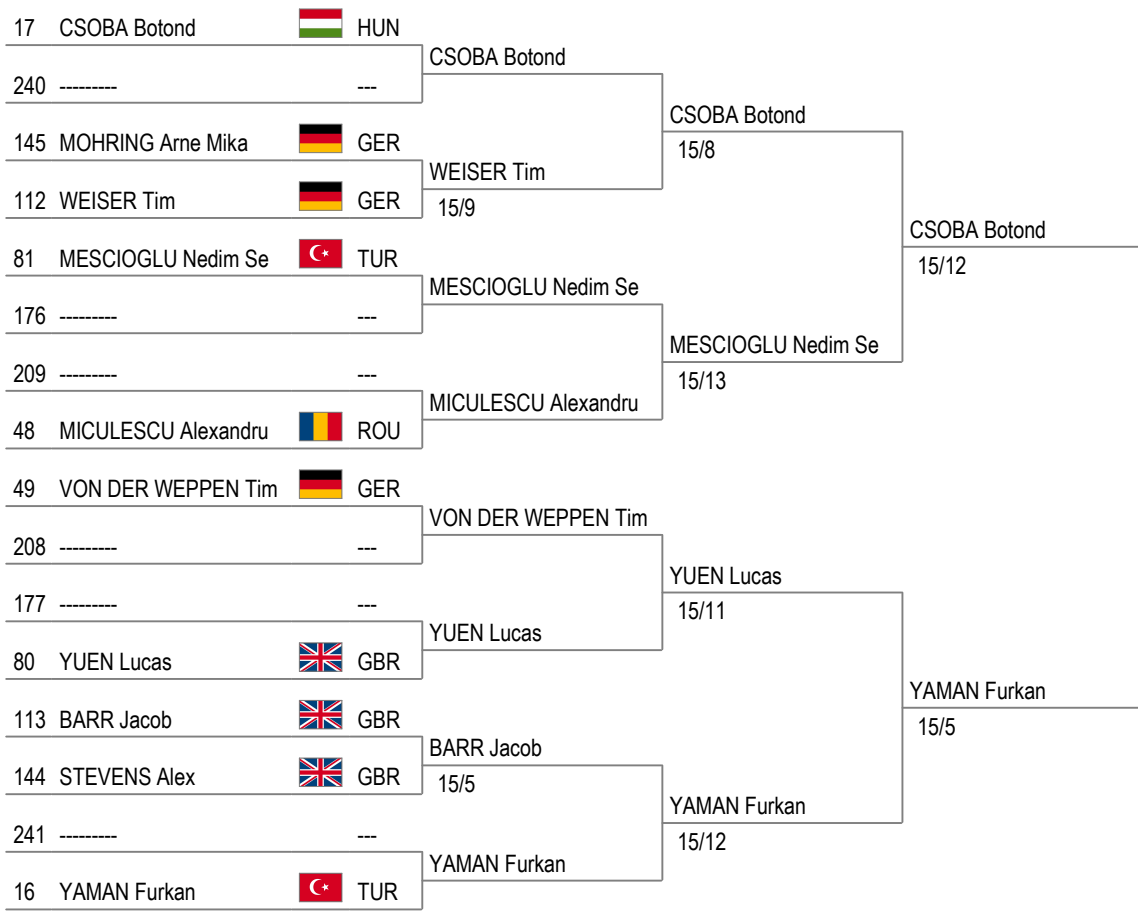 17 CSOBA Botond HUN
CSOBA Botond
240 --------- ---
CSOBA Botond
15/8
145 MOHRING Arne Mika GER
WEISER Tim
15/9
112 WEISER Tim GER
CSOBA Botond
15/12
81 MESCIOGLU Nedim Se TUR
MESCIOGLU Nedim Se
176 --------- ---
MESCIOGLU Nedim Se
15/13
209 --------- ---
MICULESCU Alexandru
48 MICULESCU Alexandru ROU
49 VON DER WEPPEN Tim GER
VON DER WEPPEN Tim
208 --------- ---
YUEN Lucas
15/11
177 --------- ---
YUEN Lucas
80 YUEN Lucas GBR
YAMAN Furkan
15/5
113 BARR Jacob GBR
BARR Jacob
15/5
144 STEVENS Alex GBR
YAMAN Furkan
15/12
241 --------- ---
YAMAN Furkan
16 YAMAN Furkan TUR